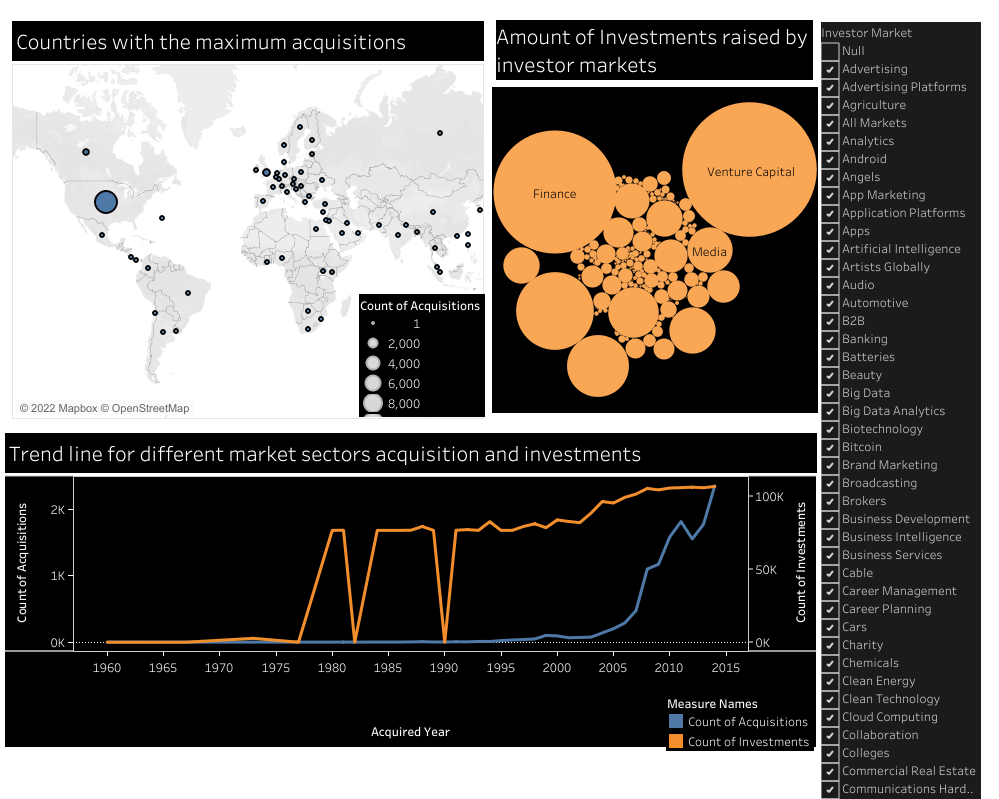 Countries with the maximum acquisitions
© 2022 Mapbox © OpenStreetMap
Count of Acquisitions
1
2,000
4,000
6,000
8,000
Amount of Investments raised by
investor markets
Finance
Venture Capital
Media
Trend line for different market sectors acquisition and investments
Count of Acquisitions
2K
1K
0K
100K
50K
0K
Count of Investments
1960 1965 1970 1975 1980 1985 1990 1995 2000 2005 2010 2015
Acquired Year
Measure Names
Count of Acquisitions
Count of Investments
Investor Market
Null
Advertising
Advertising Platforms
Agriculture
All Markets
Analytics
Android
Angels
App Marketing
Application Platforms
Apps
Artificial Intelligence
Artists Globally
Audio
Automotive
B2B
Banking
Batteries
Beauty
Big Data
Big Data Analytics
Biotechnology
Bitcoin
Brand Marketing
Broadcasting
Brokers
Business Development
Business Intelligence
Business Services
Cable
Career Management
Career Planning
Cars
Charity
Chemicals
Clean Energy
Clean Technology
Cloud Computing
Collaboration
Colleges
Commercial Real Estate
Communications Hard..